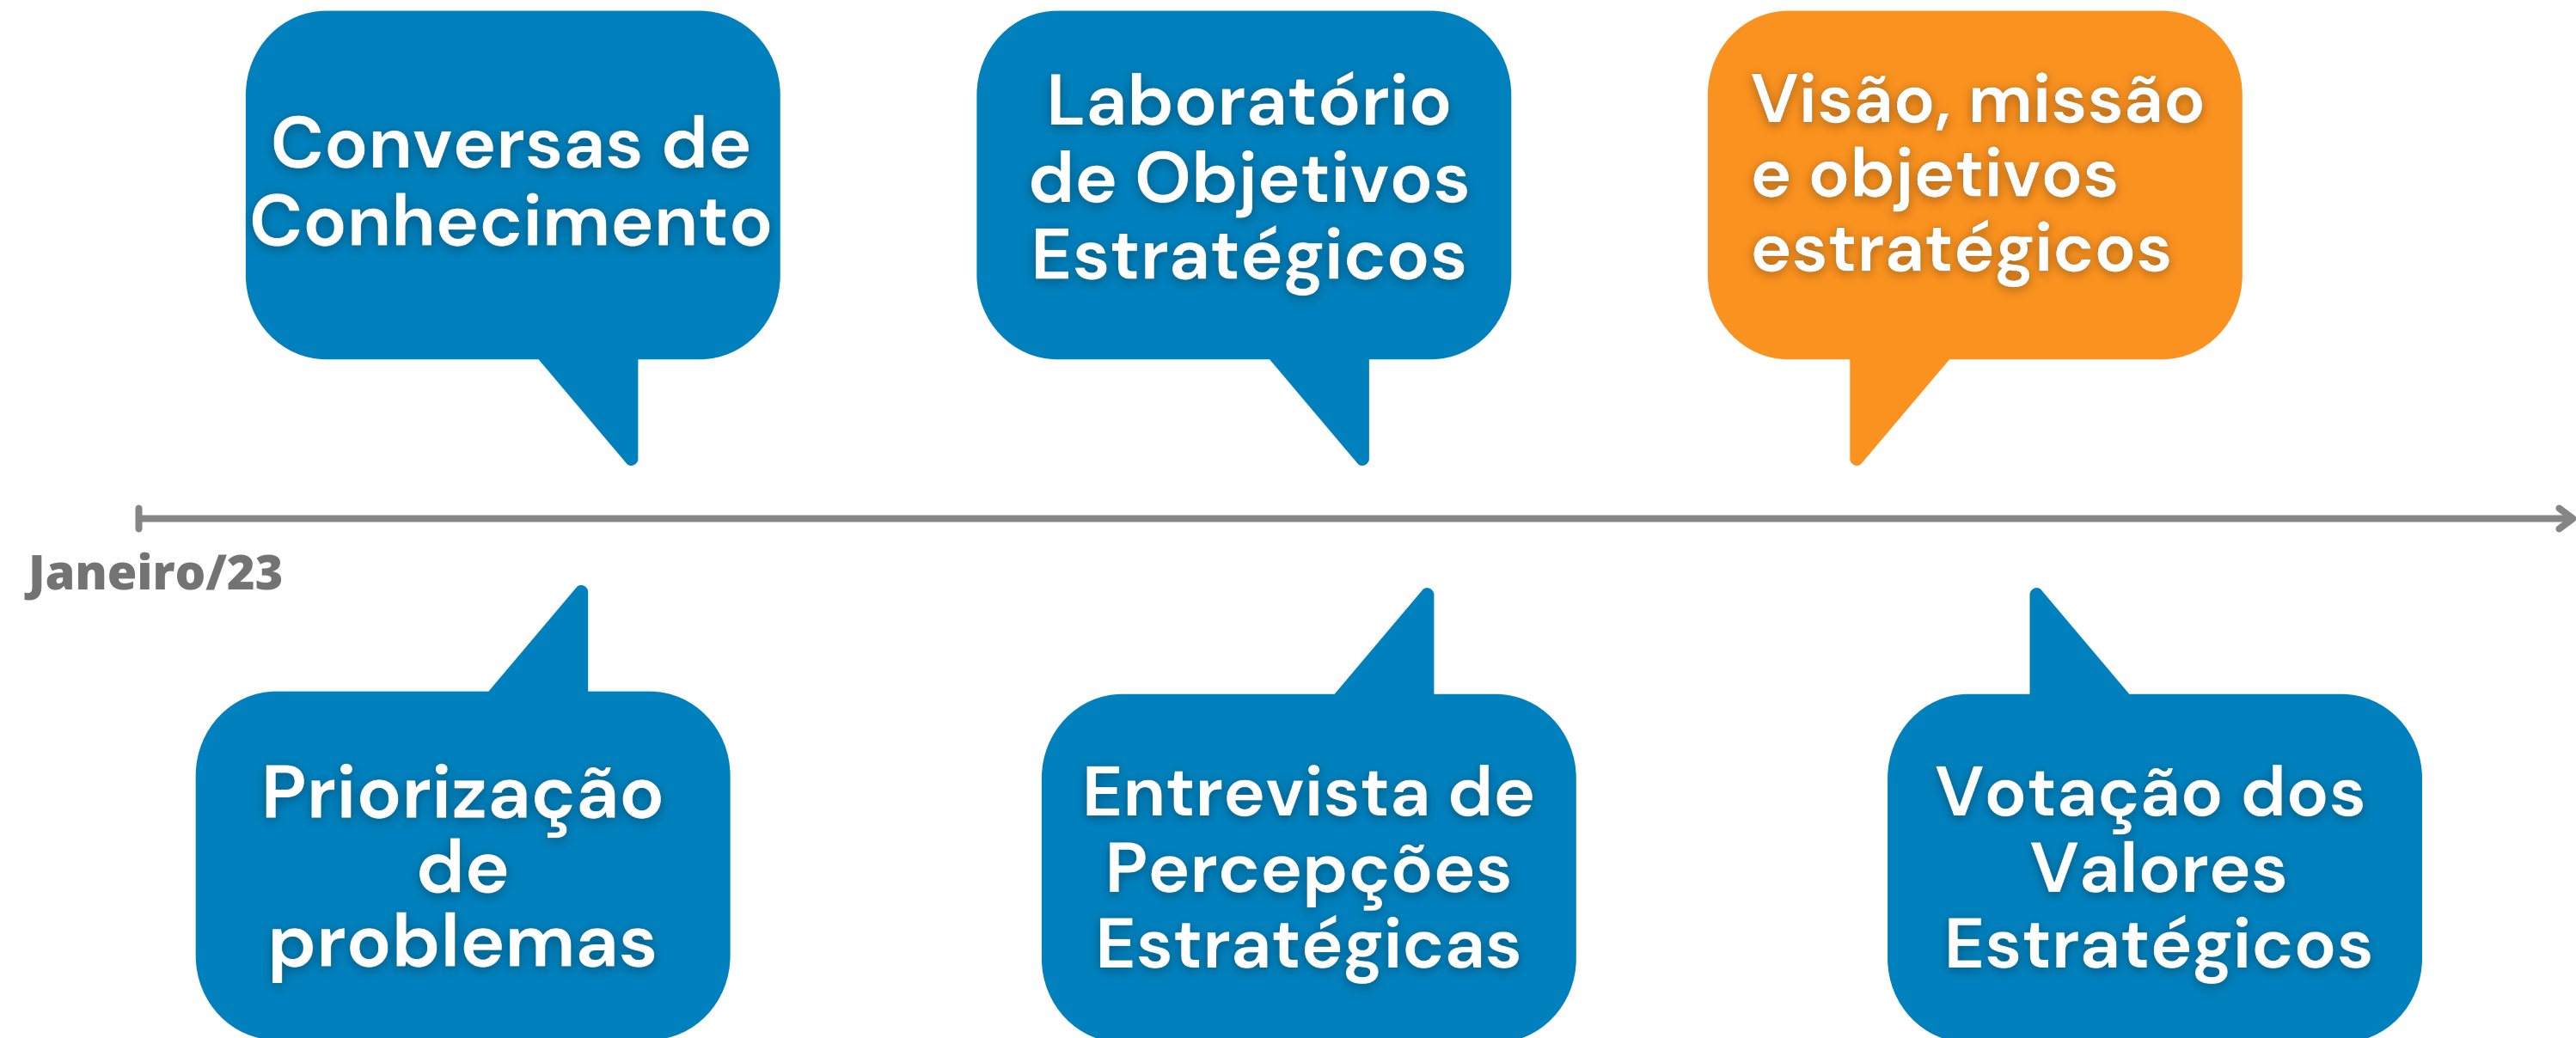 Conversas de
Conhecimento
Laboratório
de Objetivos
Estratégicos
Visão, missão
e objetivos
estratégicos
Janeiro/23
Priorização
de
problemas
Entrevista de
Percepções
Estratégicas
Votação dos
Valores
Estratégicos